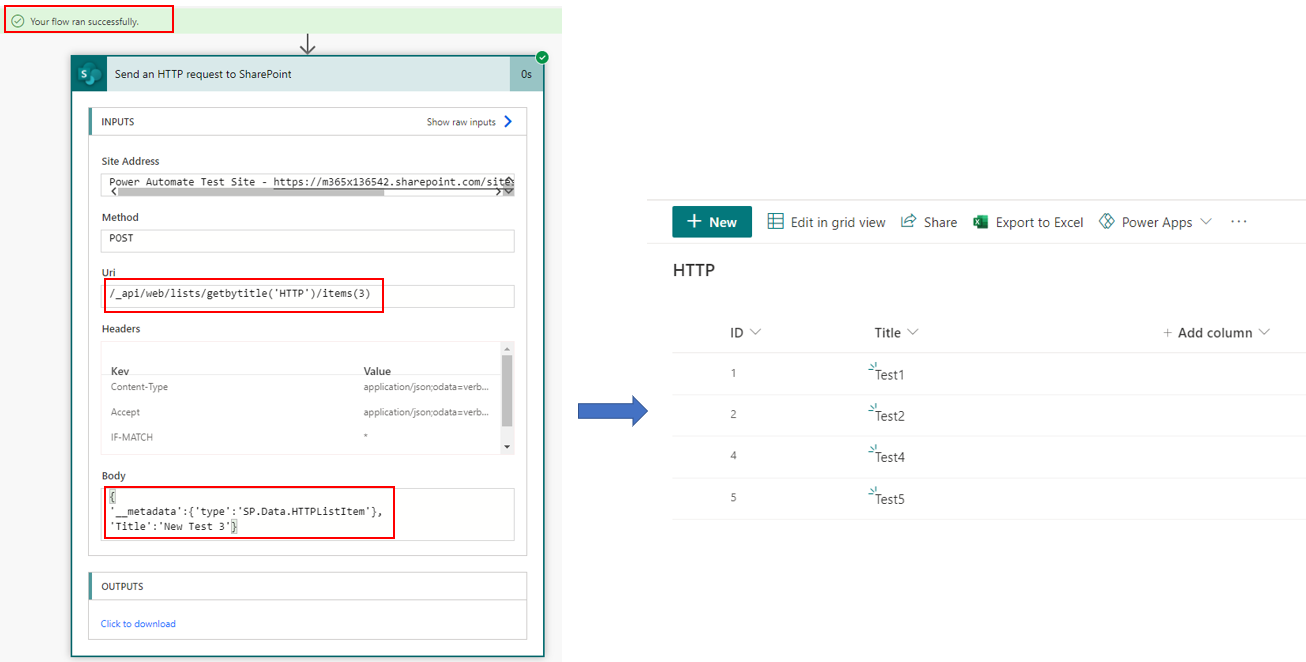 Your flow ran successfully.
Send an HTTP request to SharePoint
0s
INPUTS
Show raw inputs
Site Address
Power Automate Test Site - https://m365x136542.sharepoint.com/site
Method
POST
Uri
/_api/web/lists/getbytitle('HTTP')/items(3)
Headers
Key Value
Content-Type application/json;odata=verb...
Accept application/json;odata=verb...
IF-MATCH *
Body
{
'__metadata':{'type':'SP.Data.HTTPListItem'},
'Title':'New Test 3'}
OUTPUTS
Click to download
+ New Edit in grid view Share Export to Excel Power Apps ...
HTTP
ID Title + Add column
1 Test1
2 Test2
4 Test4
5 Test5